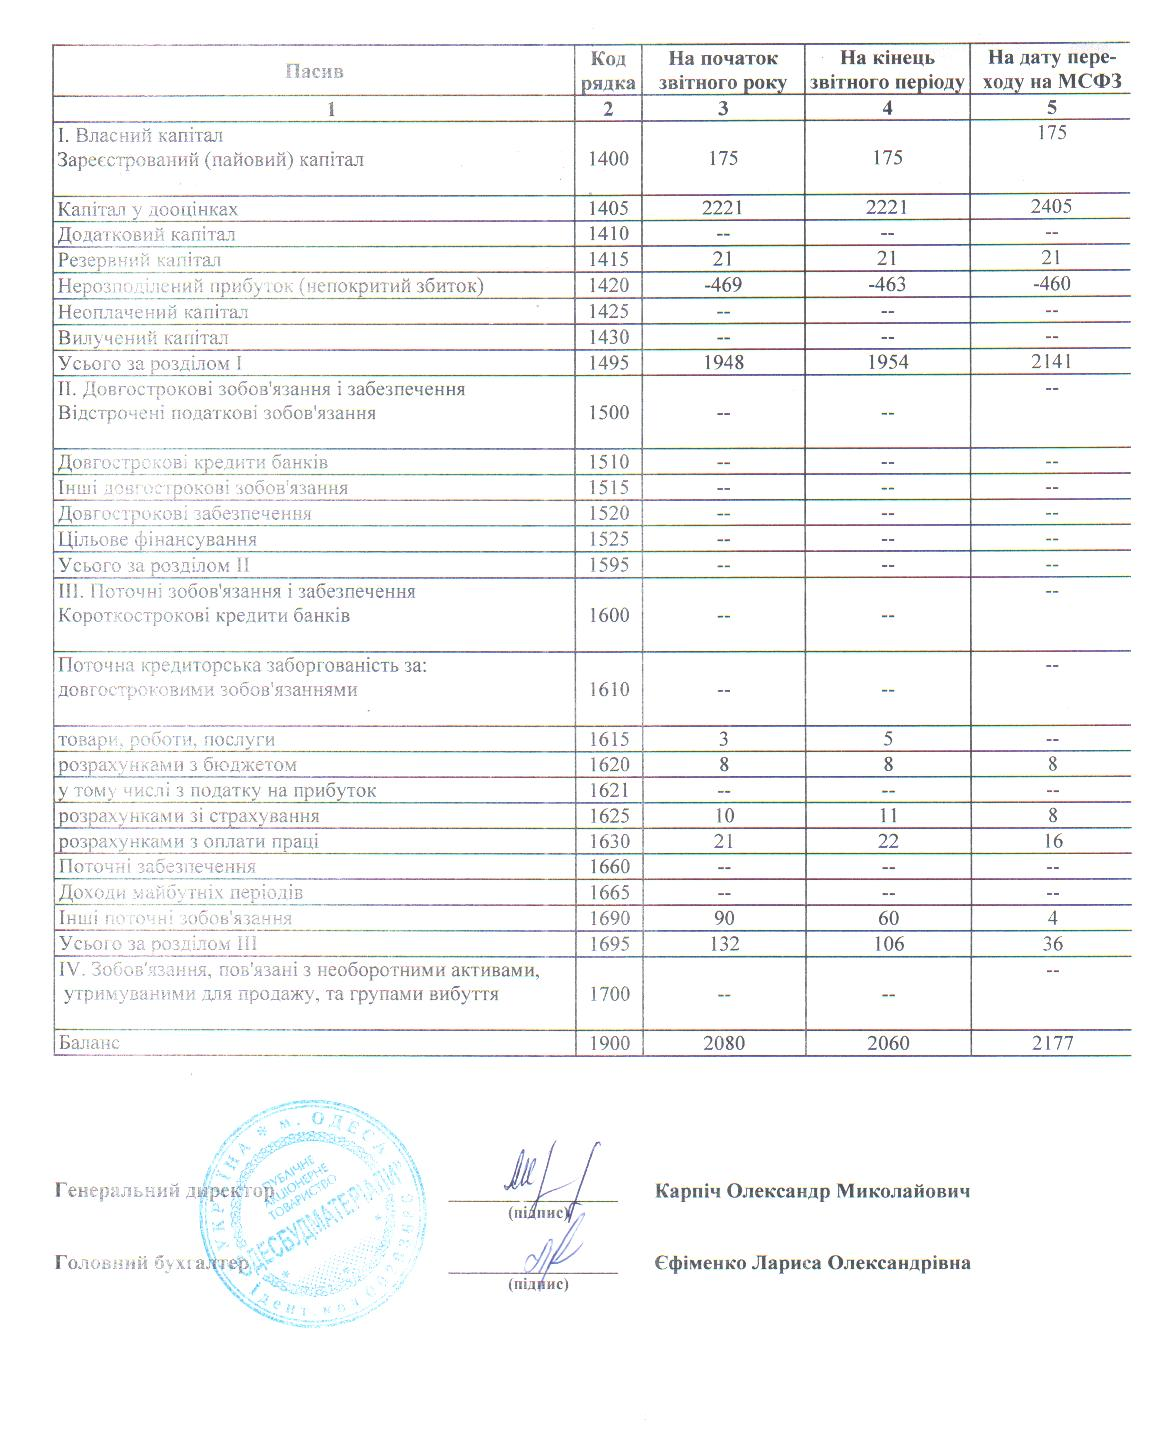 Пасив Код рядка На початок звітного року На кінець звітного періоду На дату пере-ходу на МСФЗ
1 2 3 4 5
І. Власний капітал 175
Зареєстрований (пайовий) капітал 1400 175 175
Капітал у дооцінках 1405 2221 2221 2405
Додатковий капітал 1410 -- -- --
Резервний капітал 1415 21 21 21
Нерозподілений прибуток (непокритий збиток) 1420 -469 -463 -460
Неоплачений капітал 1425 -- -- --
Вилучений капітал 1430 -- -- --
Усього за розділом І 1495 1948 1954 2141
ІІ. Довгострокові зобов'язання і забезпечення --
Відстрочені податкові зобов'язання 1500 -- --
Довгострокові кредити банків 1510 -- -- --
Інші довгострокові зобов'язання 1515 -- -- --
Довгострокові забезпечення 1520 -- -- --
Цільове фінансування 1525 -- -- --
Усього за розділом ІІ 1595 -- -- --
ІІІ. Поточні зобов'язання і забезпечення --
Короткострокові кредити банків 1600 -- --
Поточна кредиторська заборгованість за: --
довгостроковими зобов'язаннями 1610 -- --
товари, роботи, послуги 1615 3 5 --
розрахунками з бюджетом 1620 8 8 8
у тому числі з податку на прибуток 1621 -- -- --
розрахунками зі страхування 1625 10 11 8
розрахунками з оплати праці 1630 21 22 16
Поточні забезпечення 1660 -- -- --
Доходи майбутніх періодів 1665 -- -- --
Інші поточні зобов'язання 1690 90 60 4
Усього за розділом ІІІ 1695 132 106 36
IV. Зобов'язання, пов'язані з необоротними активами, --
утримуваними для продажу, та групами вибуття 1700 -- --
Баланс 1900 2080 2060 2177
УКРАЇНА * м. ОДЕСА
ПУБЛІЧНЕ
АКЦІОНЕРНЕ
ТОВАРИСТВО
"ОДЕСБУДМАТЕРІАЛИ"
Ідент. код
Генеральний директор Карпіч Олександр Миколайович
(підпис)
Головний бухгалтер Єфіменко Лариса Олександрівна
(підпис)